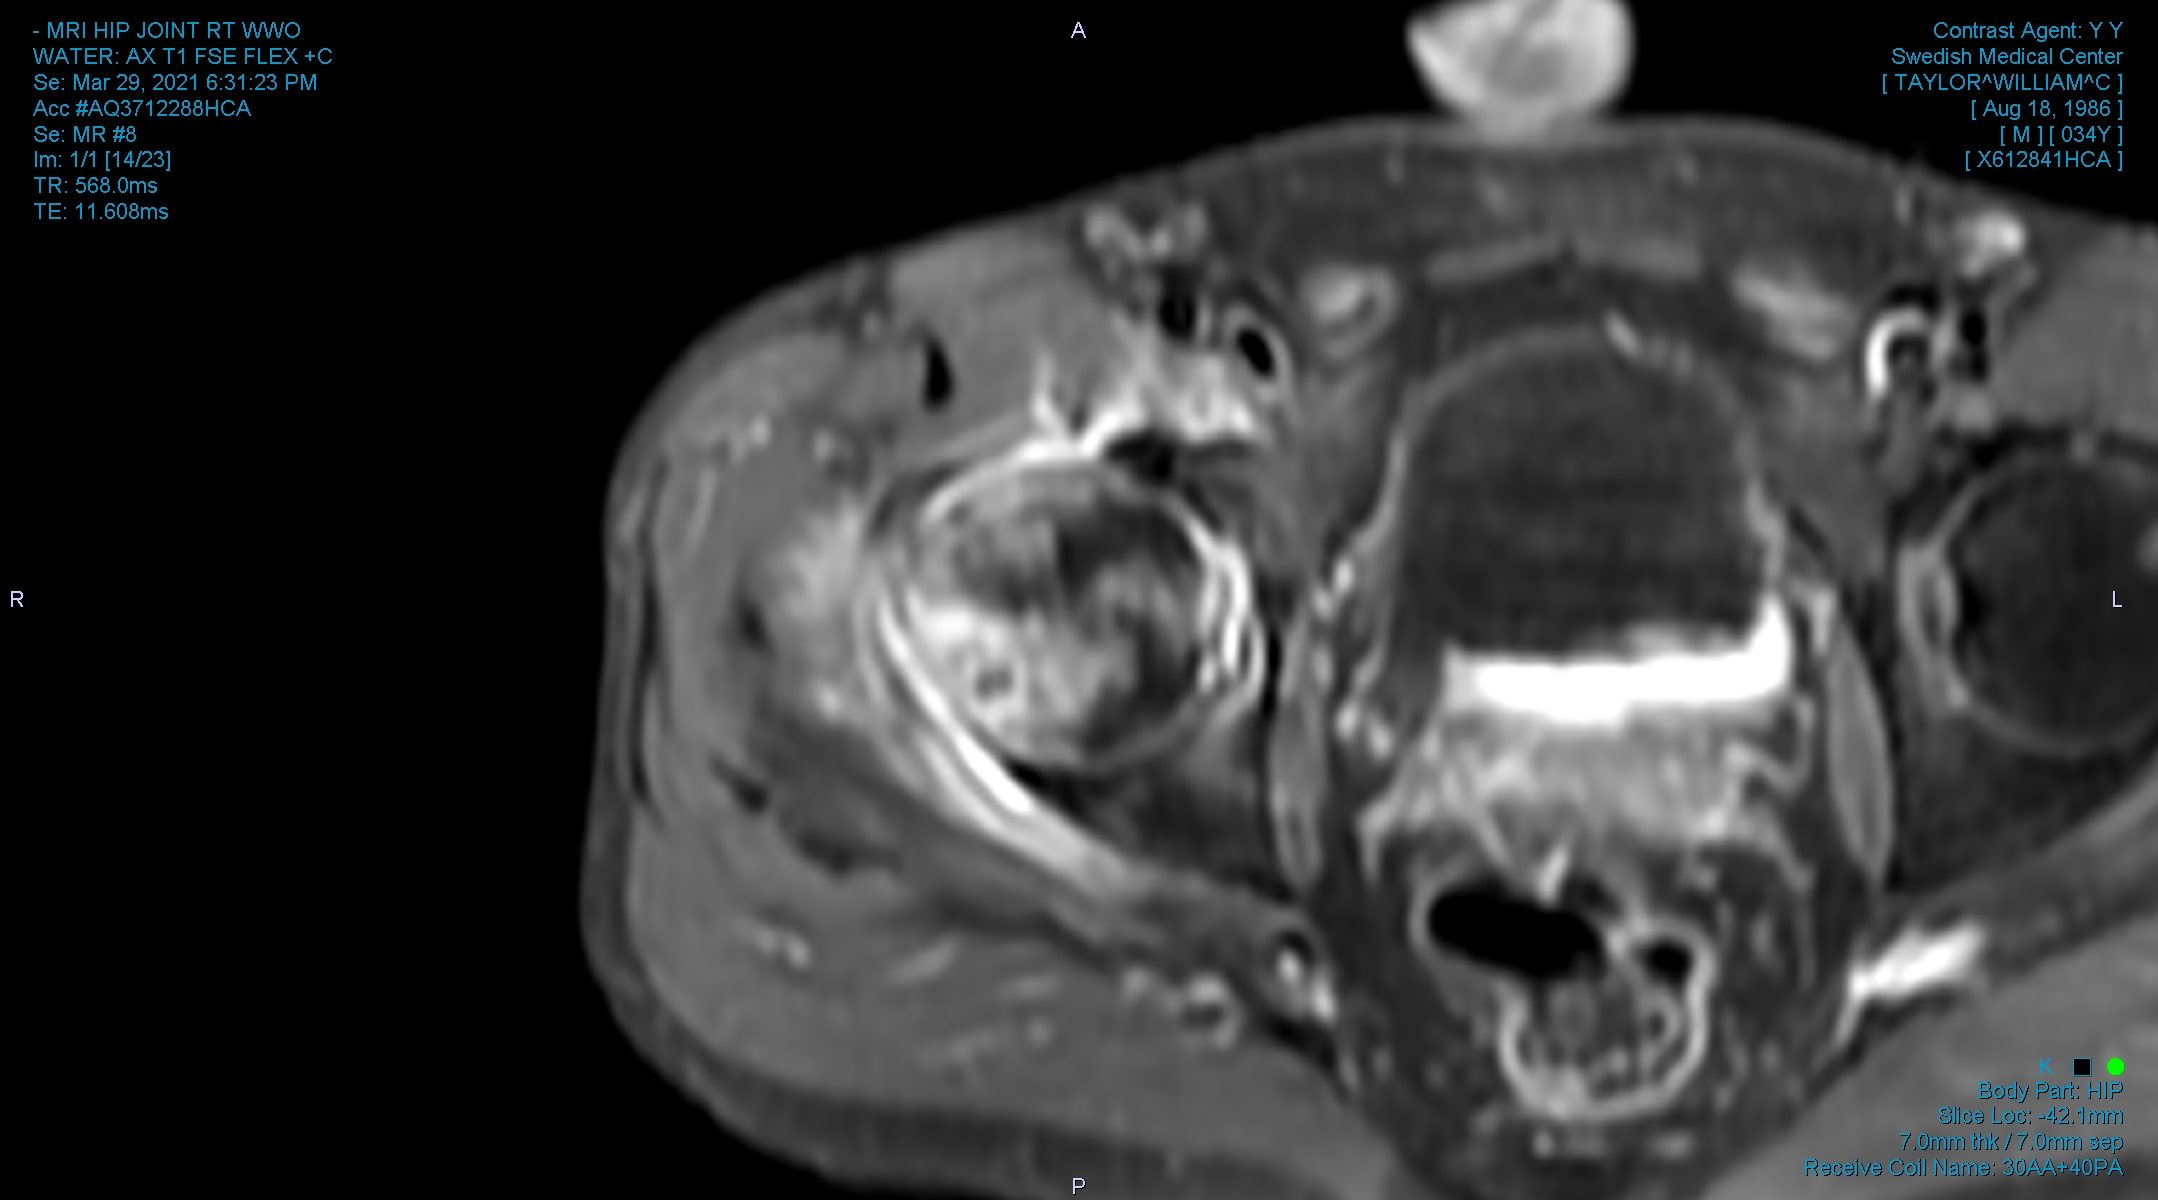 - MRI HIP JOINT RT WWO
WATER: AX T1 FSE FLEX +C
Se: Mar 29, 2021 6:31:23 PM
Acc #AQ3712288HCA
Se: MR #8
Im: 1/1 [14/23]
TR: 568.0ms
TE: 11.608ms
A
Contrast Agent: Y Y
Swedish Medical Center
[ TAYLOR^WILLIAM^C ]
[ Aug 18, 1986 ]
[ M ] [ 034Y ]
[ X612841HCA ]
R
L
K
Body Part: HIP
Slice Loc: -42.1mm
7.0mm thk / 7.0mm sep
Receive Coil Name: 30AA+40PA
P